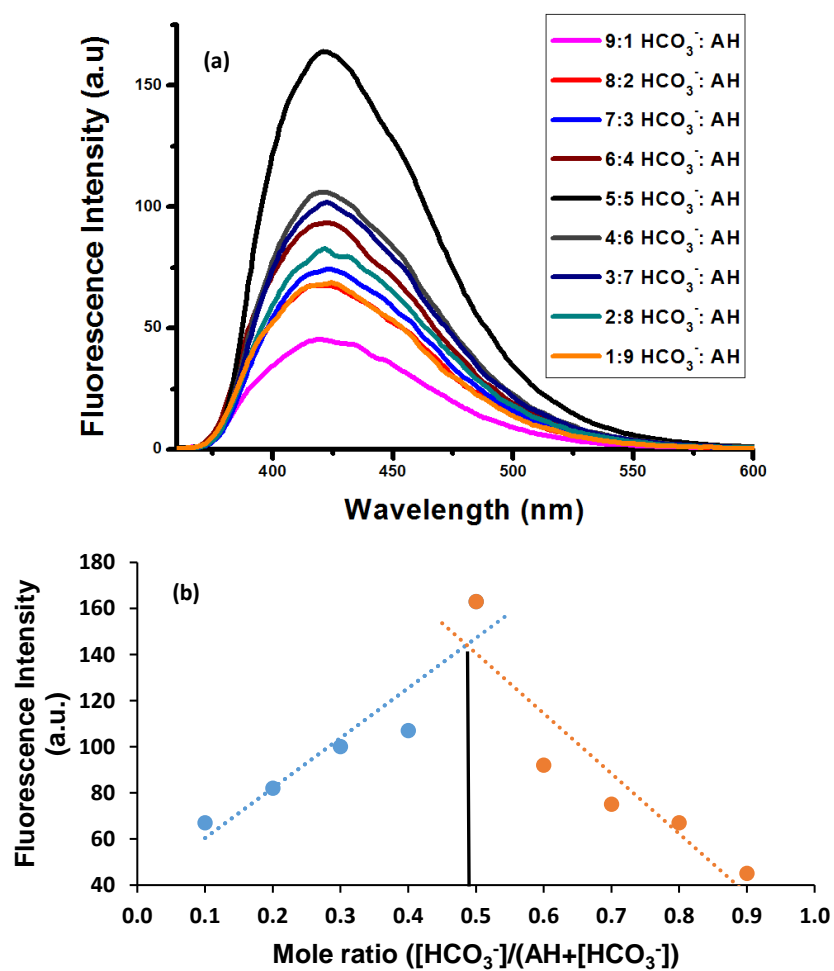 (a)
Fluorescence Intensity (a.u)
150
100
50
0
400
450
500
550
600
Wavelength (nm)
9:1 HCO₃⁻: AH
8:2 HCO₃⁻: AH
7:3 HCO₃⁻: AH
6:4 HCO₃⁻: AH
5:5 HCO₃⁻: AH
4:6 HCO₃⁻: AH
3:7 HCO₃⁻: AH
2:8 HCO₃⁻: AH
1:9 HCO₃⁻: AH
(b)
Fluorescence Intensity
(a.u.)
180
160
140
120
100
80
60
40
0.0 0.1 0.2 0.3 0.4 0.5 0.6 0.7 0.8 0.9 1.0
Mole ratio ([HCO₃⁻]/(AH+[HCO₃⁻])